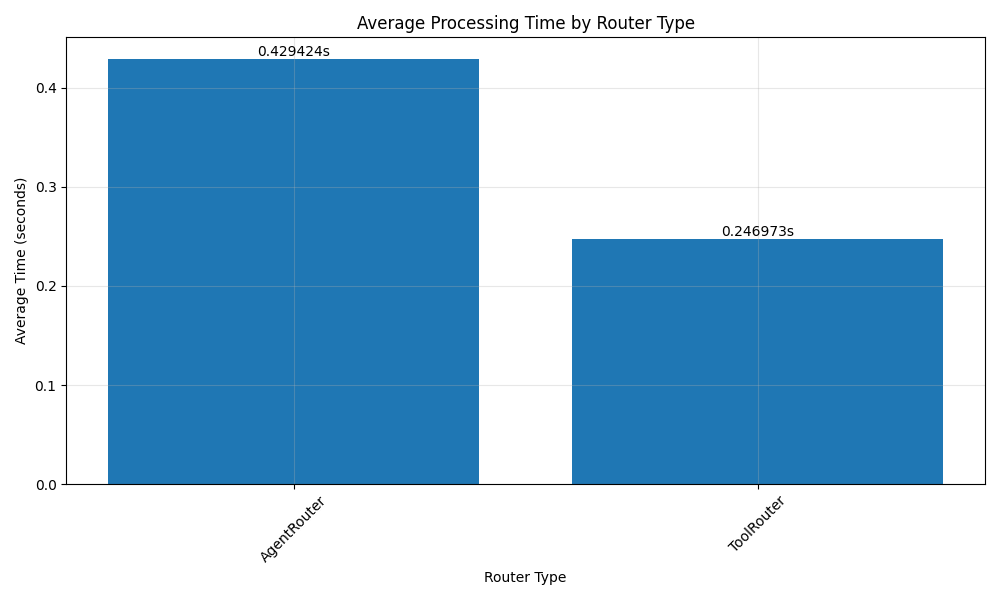 Average Processing Time by Router Type
0.429424s
0.246973s
0.4
0.3
0.2
0.1
0.0
Average Time (seconds)
AgentRouter
ToolRouter
Router Type